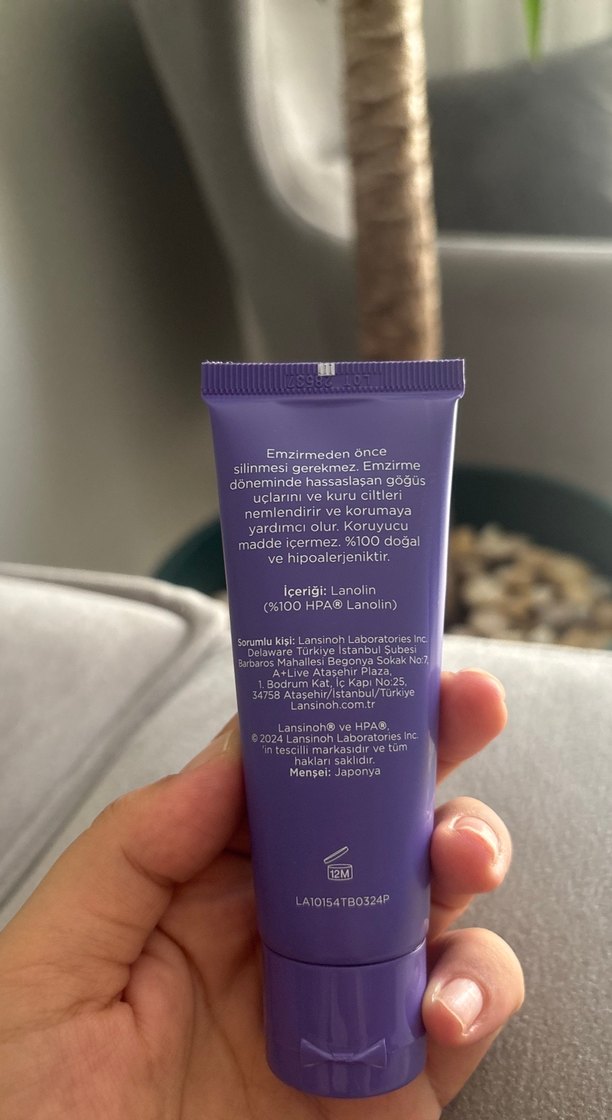 LOT 28537
Emzirmeden önce
silinmesi gerekmez. Emzirme
döneminde hassaslaşan göğüs
uçlarını ve kuru ciltleri
nemlendirir ve korumaya
yardımcı olur. Koruyucu
madde içermez. %100 doğal
ve hipoalerjeniktir.
İçeriği: Lanolin
(%100 HPA® Lanolin)
Sorumlu kişi: Lansinoh Laboratories Inc.
Delaware Türkiye İstanbul Şubesi
Barbaros Mahallesi Begonya Sokak No:7,
A+Live Ataşehir Plaza,
1. Bodrum Kat, İç Kapı No:25,
34758 Ataşehir/İstanbul/Türkiye
Lansinoh.com.tr
Lansinoh® ve HPA®,
© 2024 Lansinoh Laboratories Inc.
'in tescilli markasıdır ve tüm
hakları saklıdır.
Menşei: Japonya
12M
LA10154TB0324P